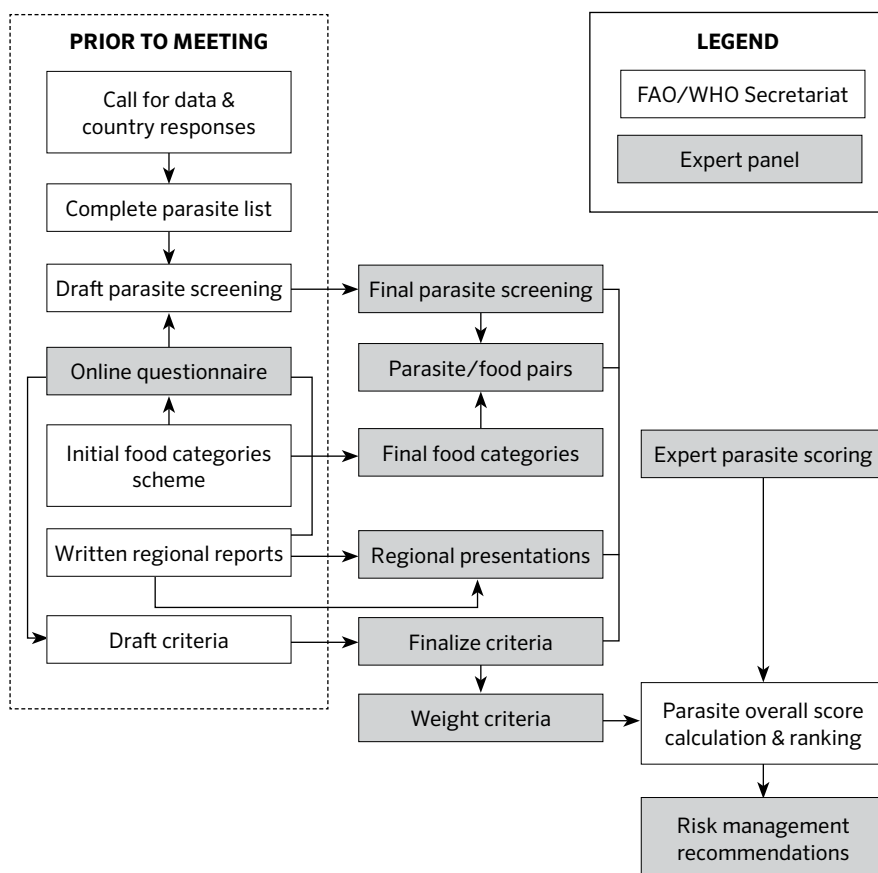 PRIOR TO MEETING
Call for data &
country responses
Complete parasite list
Draft parasite screening
Online questionnaire
Initial food categories
scheme
Written regional reports
Draft criteria
Final parasite screening
Parasite/food pairs
Final food categories
Regional presentations
Finalize criteria
Weight criteria
LEGEND
FAO/WHO Secretariat
Expert panel
Expert parasite scoring
Parasite overall score
calculation & ranking
Risk management
recommendations